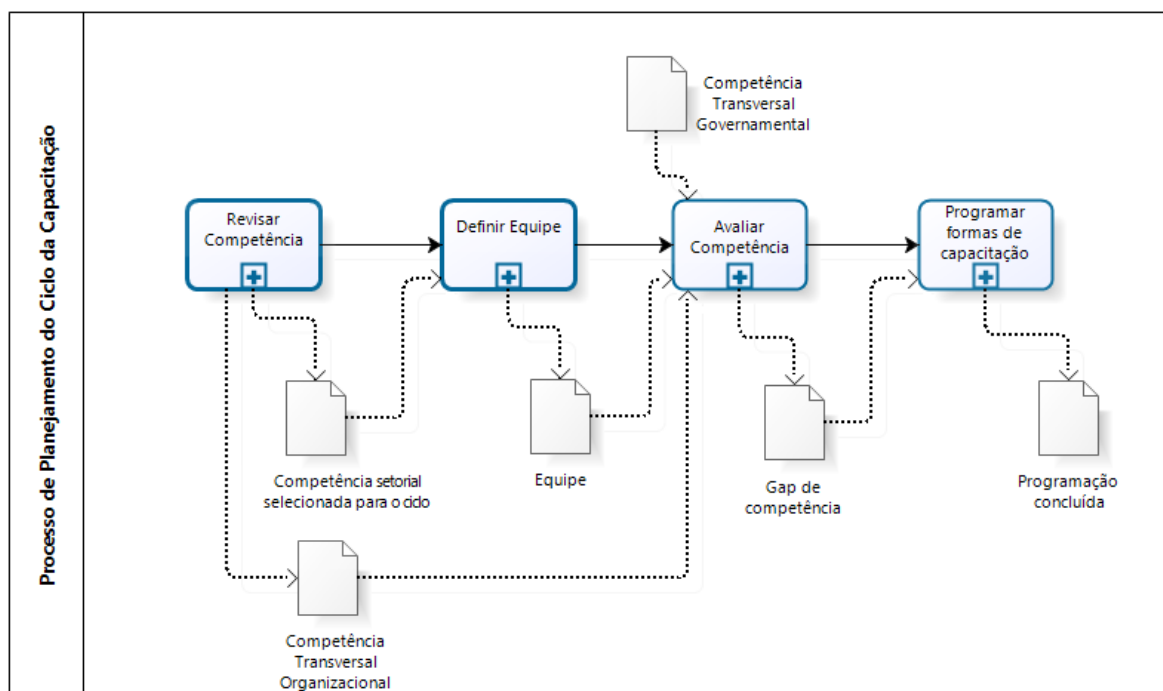 Processo de Planejamento do Ciclo da Capacitação
Competência
Transversal
Governamental
Revisar
Competência
Definir Equipe
Avaliar
Competência
Programar
formas de
capacitação
Competência setorial
selecionada para o ciclo
Equipe
Gap de
competência
Programação
concluída
Competência
Transversal
Organizacional